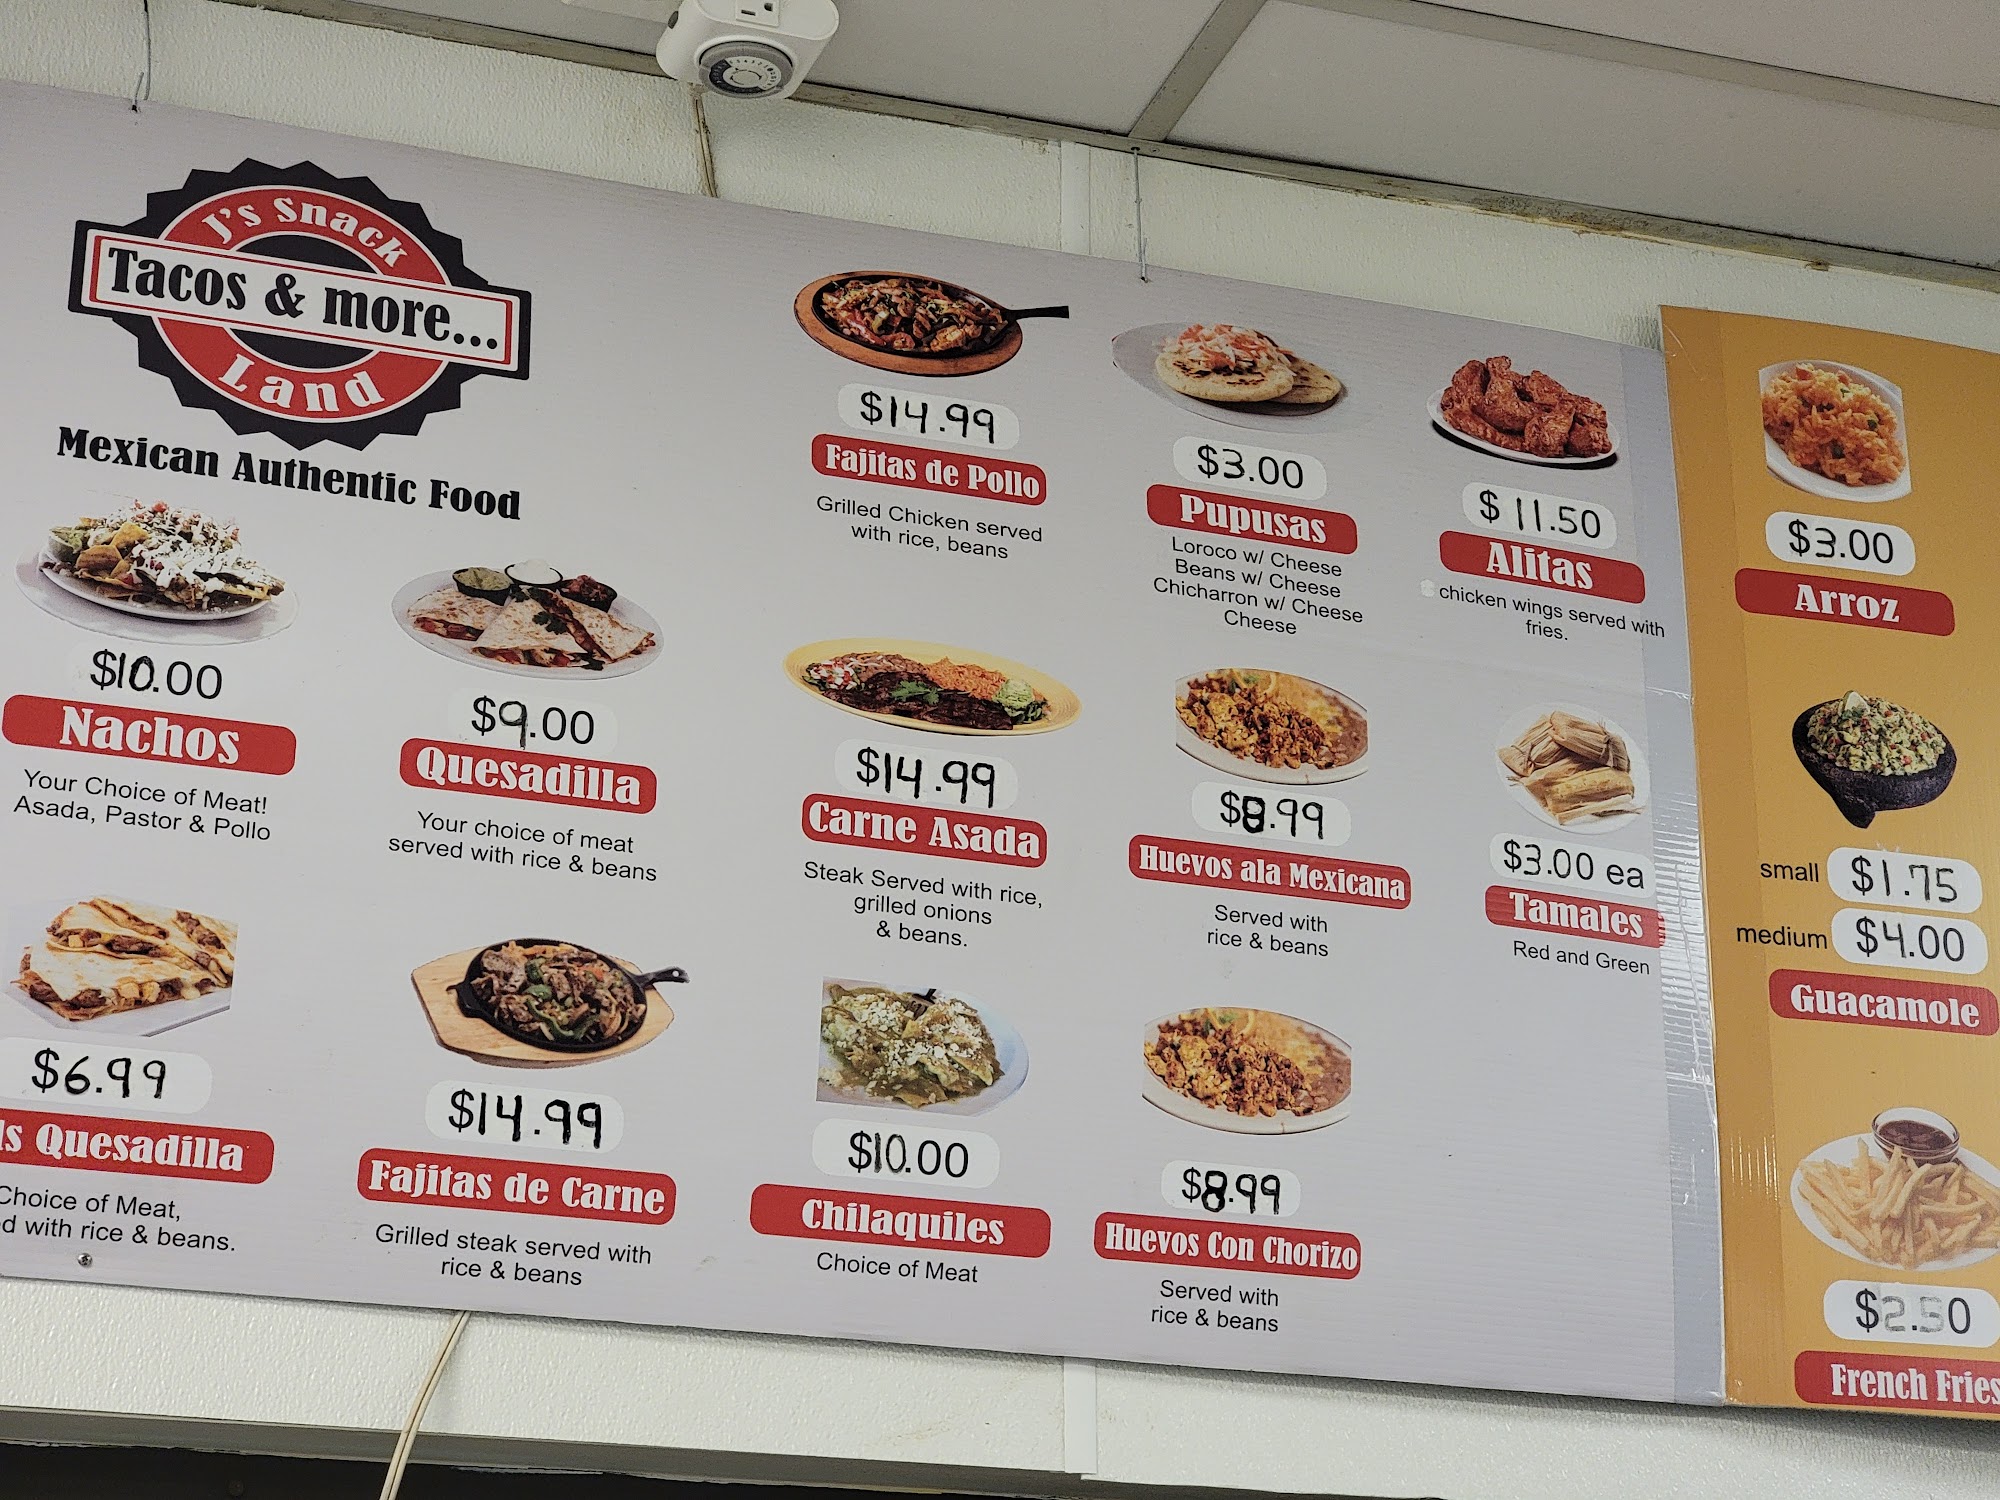 J's Snack
Tacos & more...
Land
Mexican Authentic Food
$10.00
Nachos
Your Choice of Meat!
Asada, Pastor & Pollo
$9.00
Quesadilla
Your choice of meat
served with rice & beans
$6.99
ls Quesadilla
Choice of Meat,
d with rice & beans.
$14.99
Fajitas de Carne
Grilled steak served with
rice & beans
$14.99
Fajitas de Pollo
Grilled Chicken served
with rice, beans
$14.99
Carne Asada
Steak Served with rice,
grilled onions
& beans.
$10.00
Chilaquiles
Choice of Meat
$3.00
Pupusas
Loroco w/ Cheese
Beans w/ Cheese
Chicharron w/ Cheese
Cheese
$8.99
Huevos ala Mexicana
Served with
rice & beans
$8.99
Huevos Con Chorizo
Served with
rice & beans
$11.50
Alitas
chicken wings served with
fries.
$3.00 ea
Tamales
Red and Green
$3.00
Arroz
small $1.75
medium $4.00
Guacamole
$2.50
French Fries